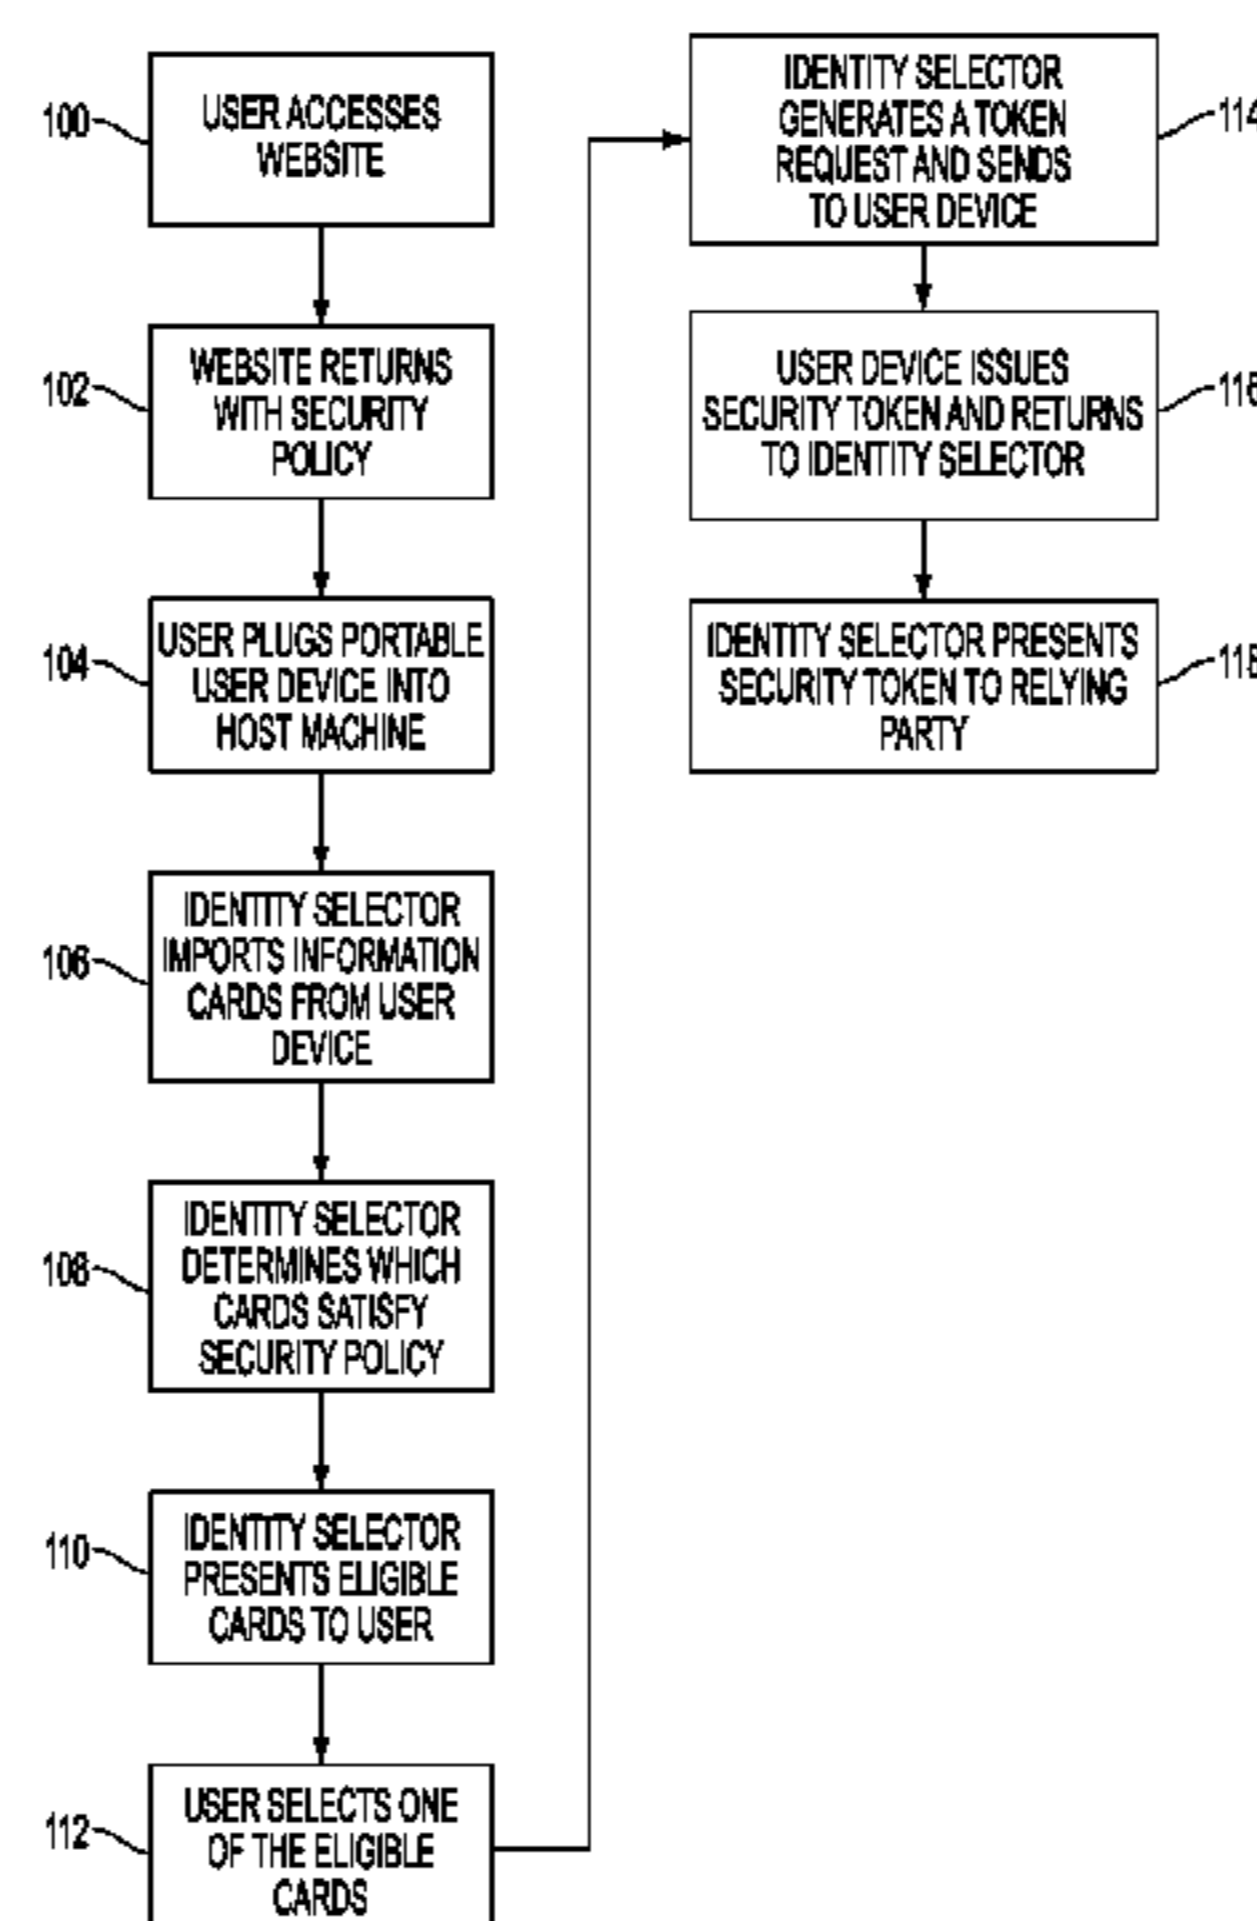 100
USER ACCESSES
WEBSITE
102
WEBSITE RETURNS
WITH SECURITY
POLICY
104
USER PLUGS PORTABLE
USER DEVICE INTO
HOST MACHINE
106
IDENTITY SELECTOR
IMPORTS INFORMATION
CARDS FROM USER
DEVICE
108
IDENTITY SELECTOR
DETERMINES WHICH
CARDS SATISFY
SECURITY POLICY
110
IDENTITY SELECTOR
PRESENTS ELIGIBLE
CARDS TO USER
112
USER SELECTS ONE
OF THE ELIGIBLE
CARDS
IDENTITY SELECTOR
GENERATES A TOKEN
REQUEST AND SENDS
TO USER DEVICE
114
USER DEVICE ISSUES
SECURITY TOKEN AND RETURNS
TO IDENTITY SELECTOR
116
IDENTITY SELECTOR PRESENTS
SECURITY TOKEN TO RELYING
PARTY
118